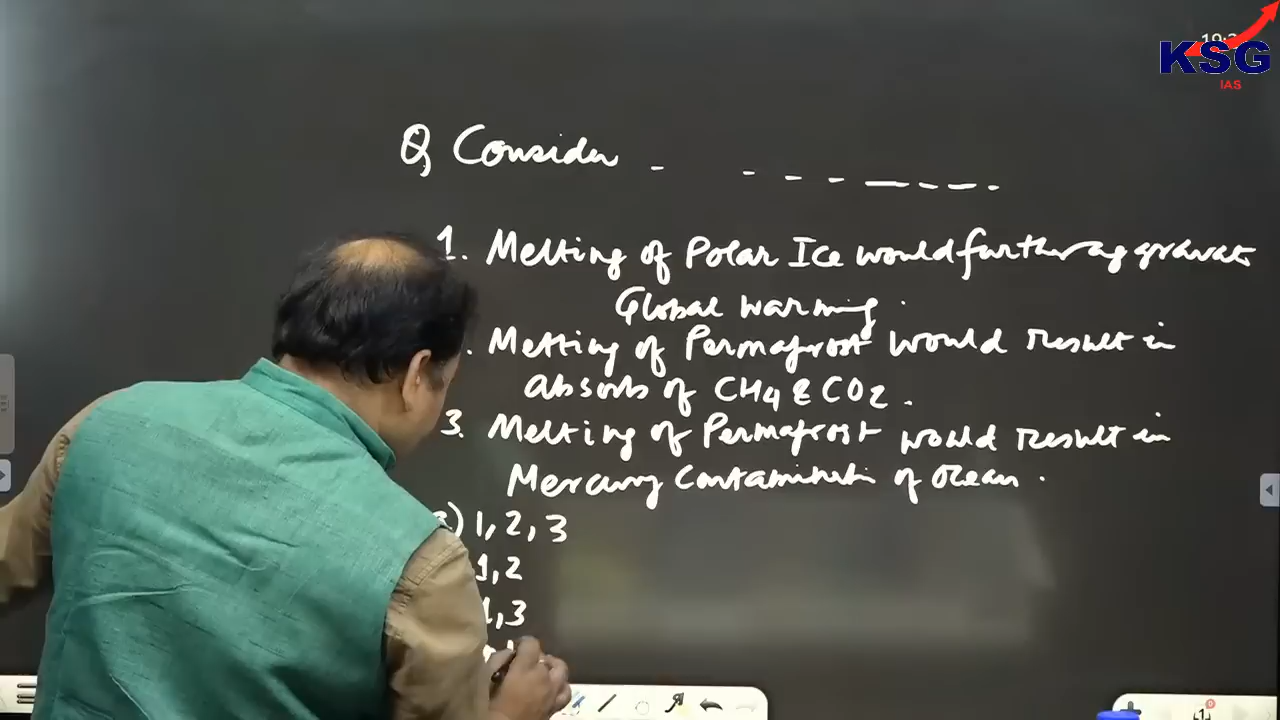 KSG
IAS
Q Consider - - - - - - - -
1. Melting of Polar Ice would further aggravate
Global warming.
. Melting of Permafrost would result in
absorb of CH4 & CO2.
3. Melting of Permafrost would result in
Mercury Contamination of Ocean.
) 1, 2, 3
1, 2
1, 3